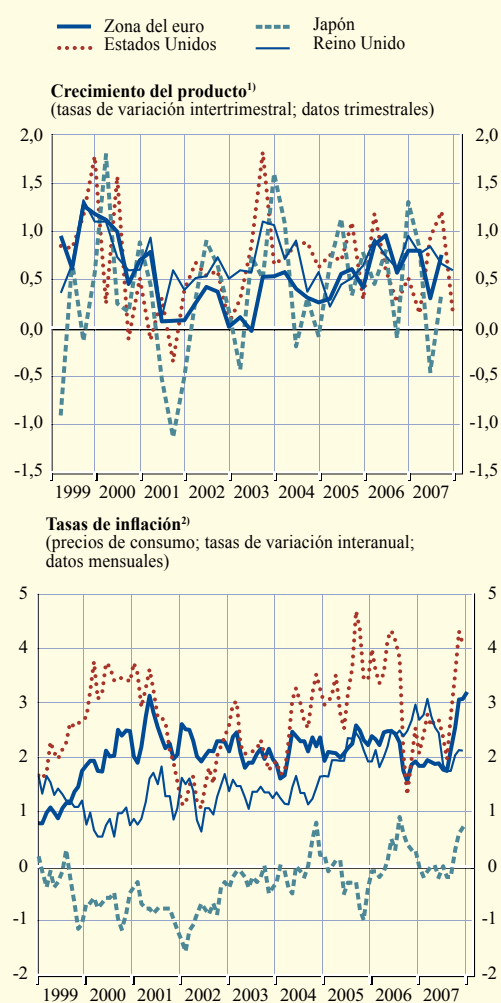 Zona del euro
Estados Unidos
Japón
Reino Unido
Crecimiento del producto1)
(tasas de variación intertrimestral; datos trimestrales)
2,0 2,0
1,5 1,5
1,0 1,0
0,5 0,5
0,0 0,0
-0,5 -0,5
-1,0 -1,0
-1,5 -1,5
1999 2000 2001 2002 2003 2004 2005 2006 2007
Tasas de inflación2)
(precios de consumo; tasas de variación interanual;
datos mensuales)
5 5
4 4
3 3
2 2
1 1
0 0
-1 -1
-2 -2
1999 2000 2001 2002 2003 2004 2005 2006 2007